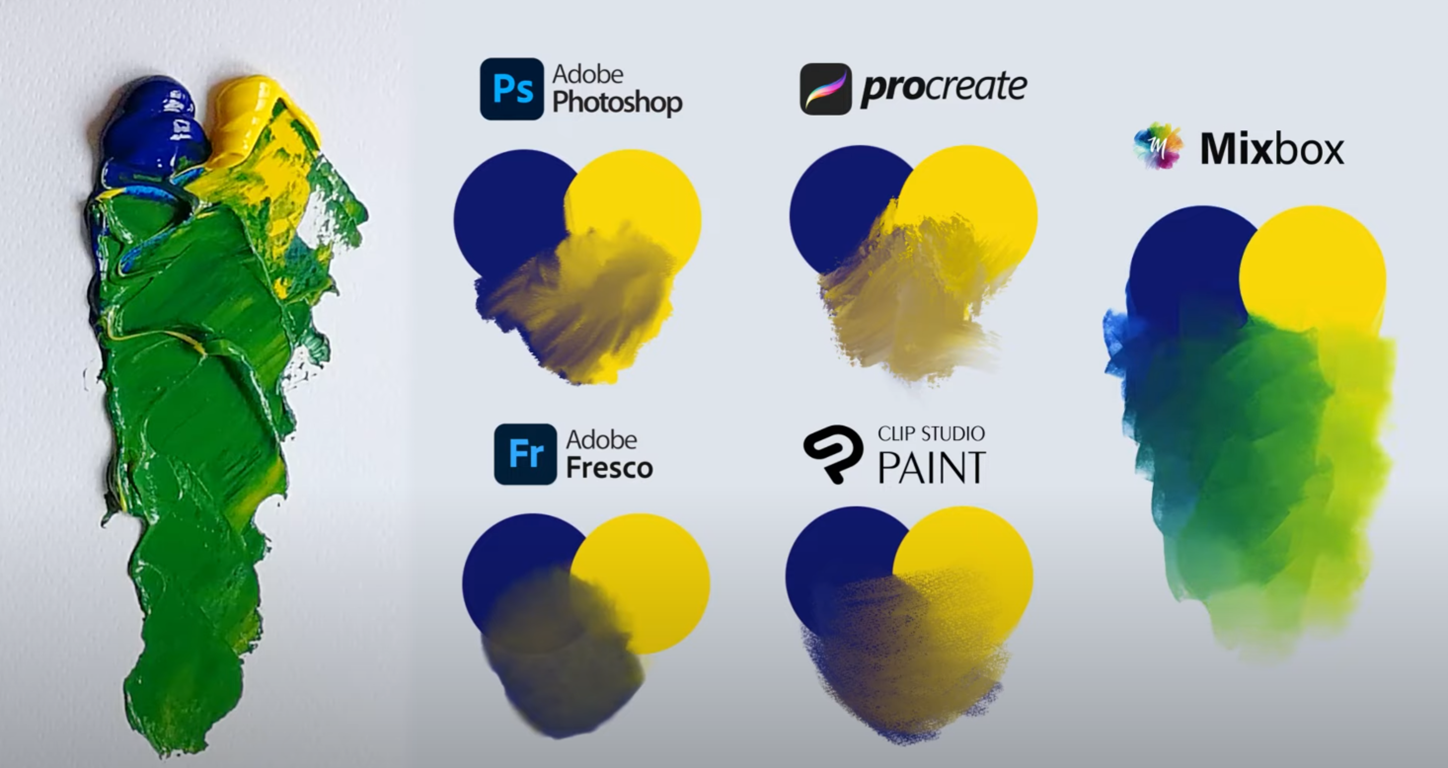 Ps
Adobe
Photoshop
procreate
Mixbox
Fr
Adobe
Fresco
CLIP STUDIO
PAINT